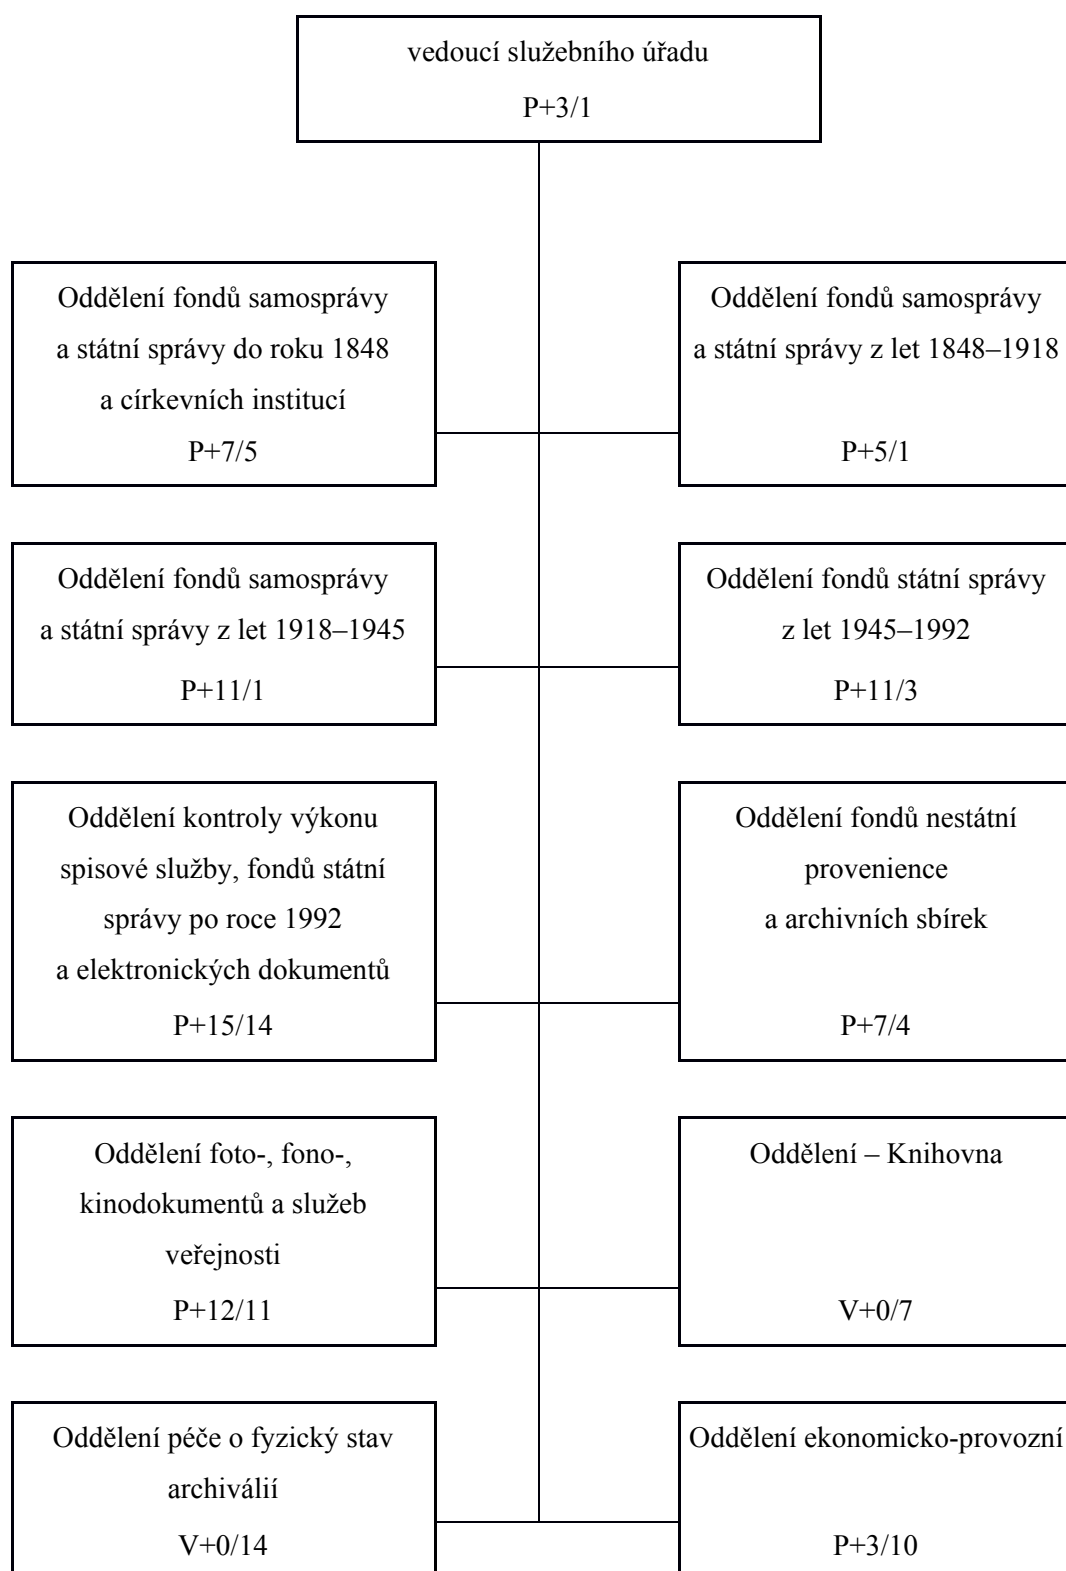 vedoucí služebního úřadu
P+3/1
Oddělení fondů samosprávy
a státní správy do roku 1848
a církevních institucí
P+7/5
Oddělení fondů samosprávy
a státní správy z let 1848–1918
P+5/1
Oddělení fondů samosprávy
a státní správy z let 1918–1945
P+11/1
Oddělení fondů státní správy
z let 1945–1992
P+11/3
Oddělení kontroly výkonu
spisové služby, fondů státní
správy po roce 1992
a elektronických dokumentů
P+15/14
Oddělení fondů nestátní
provenience
a archivních sbírek
P+7/4
Oddělení foto-, fono-,
kinodokumentů a služeb
veřejnosti
P+12/11
Oddělení – Knihovna
V+0/7
Oddělení péče o fyzický stav
archiválií
V+0/14
Oddělení ekonomicko-provozní
P+3/10